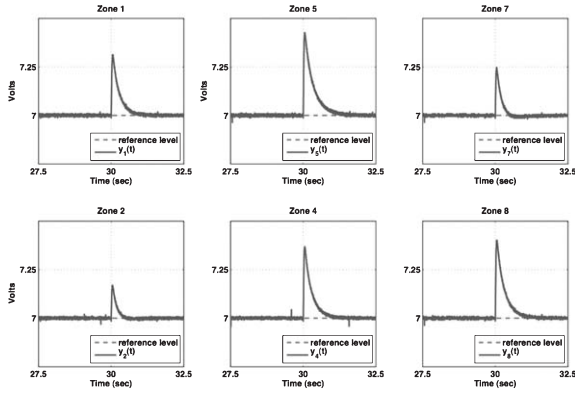 Zone 1
Zone 5
Zone 7
Volts
7.25
7
reference level
y1(t)
27.5
30
32.5
Time (sec)
7.25
7
reference level
y5(t)
27.5
30
32.5
Time (sec)
7.25
7
reference level
y7(t)
27.5
30
32.5
Time (sec)
Zone 2
Zone 4
Zone 8
Volts
7.25
7
reference level
y2(t)
27.5
30
32.5
Time (sec)
7.25
7
reference level
y4(t)
27.5
30
32.5
Time (sec)
7.25
7
reference level
y8(t)
27.5
30
32.5
Time (sec)